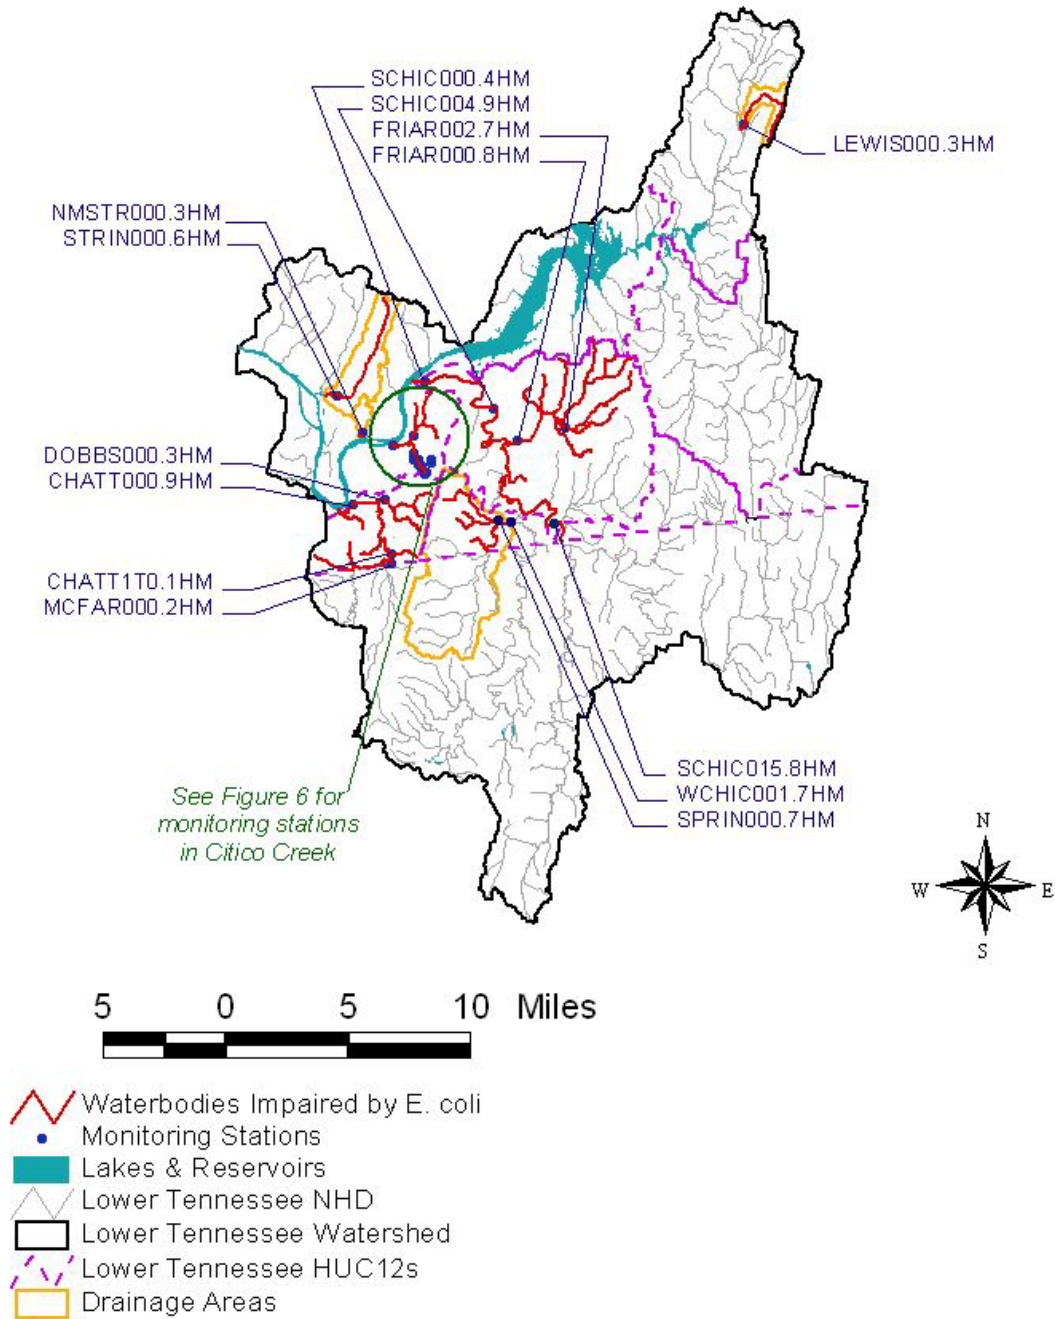 SCHIC000.4HM
SCHIC004.9HM
FRIAR002.7HM
FRIAR000.8HM
LEWIS000.3HM
NMSTR000.3HM
STRIN000.6HM
DOBBS000.3HM
CHATT000.9HM
CHATT1T0.1HM
MCFAR000.2HM
SCHIC015.8HM
WCHIC001.7HM
SPRIN000.7HM
See Figure 6 for
monitoring stations
in Citico Creek
N
W E
S
5 0 5 10 Miles
Waterbodies Impaired by E. coli
Monitoring Stations
Lakes & Reservoirs
Lower Tennessee NHD
Lower Tennessee Watershed
Lower Tennessee HUC12s
Drainage Areas